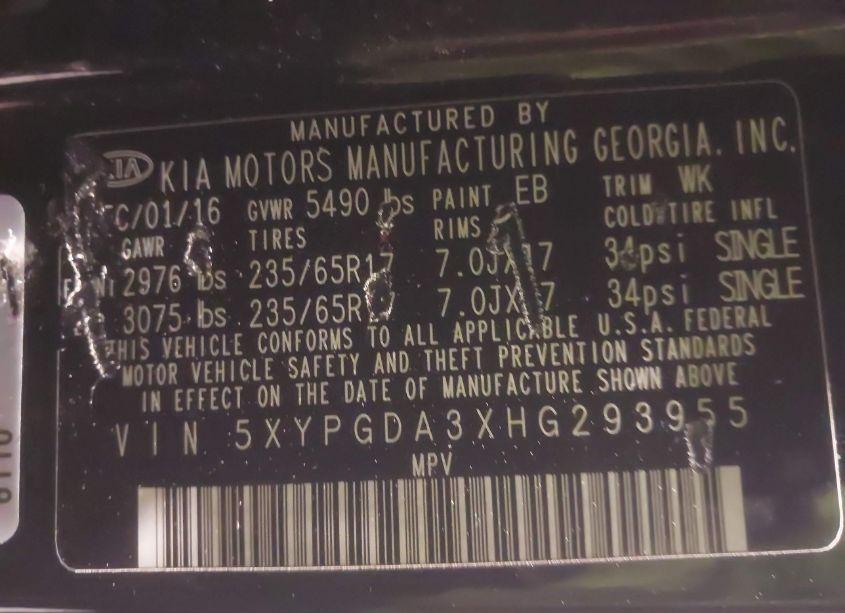 MANUFACTURED BY
KIA KIA MOTORS MANUFACTURING GEORGIA. INC.
EC/01/16 GVWR 5490 lbs PAINT EB TRIM WK
GAWR TIRES RIMS COLD TIRE INFL
2976 lbs 235/65R17 7.0JX17 34psi SINGLE
3075 lbs 235/65R17 7.0JX17 34psi SINGLE
THIS VEHICLE CONFORMS TO ALL APPLICABLE U.S.A. FEDERAL
MOTOR VEHICLE SAFETY AND THEFT PREVENTION STANDARDS
IN EFFECT ON THE DATE OF MANUFACTURE SHOWN ABOVE
VIN 5XYPGDA3XHG293955
MPV